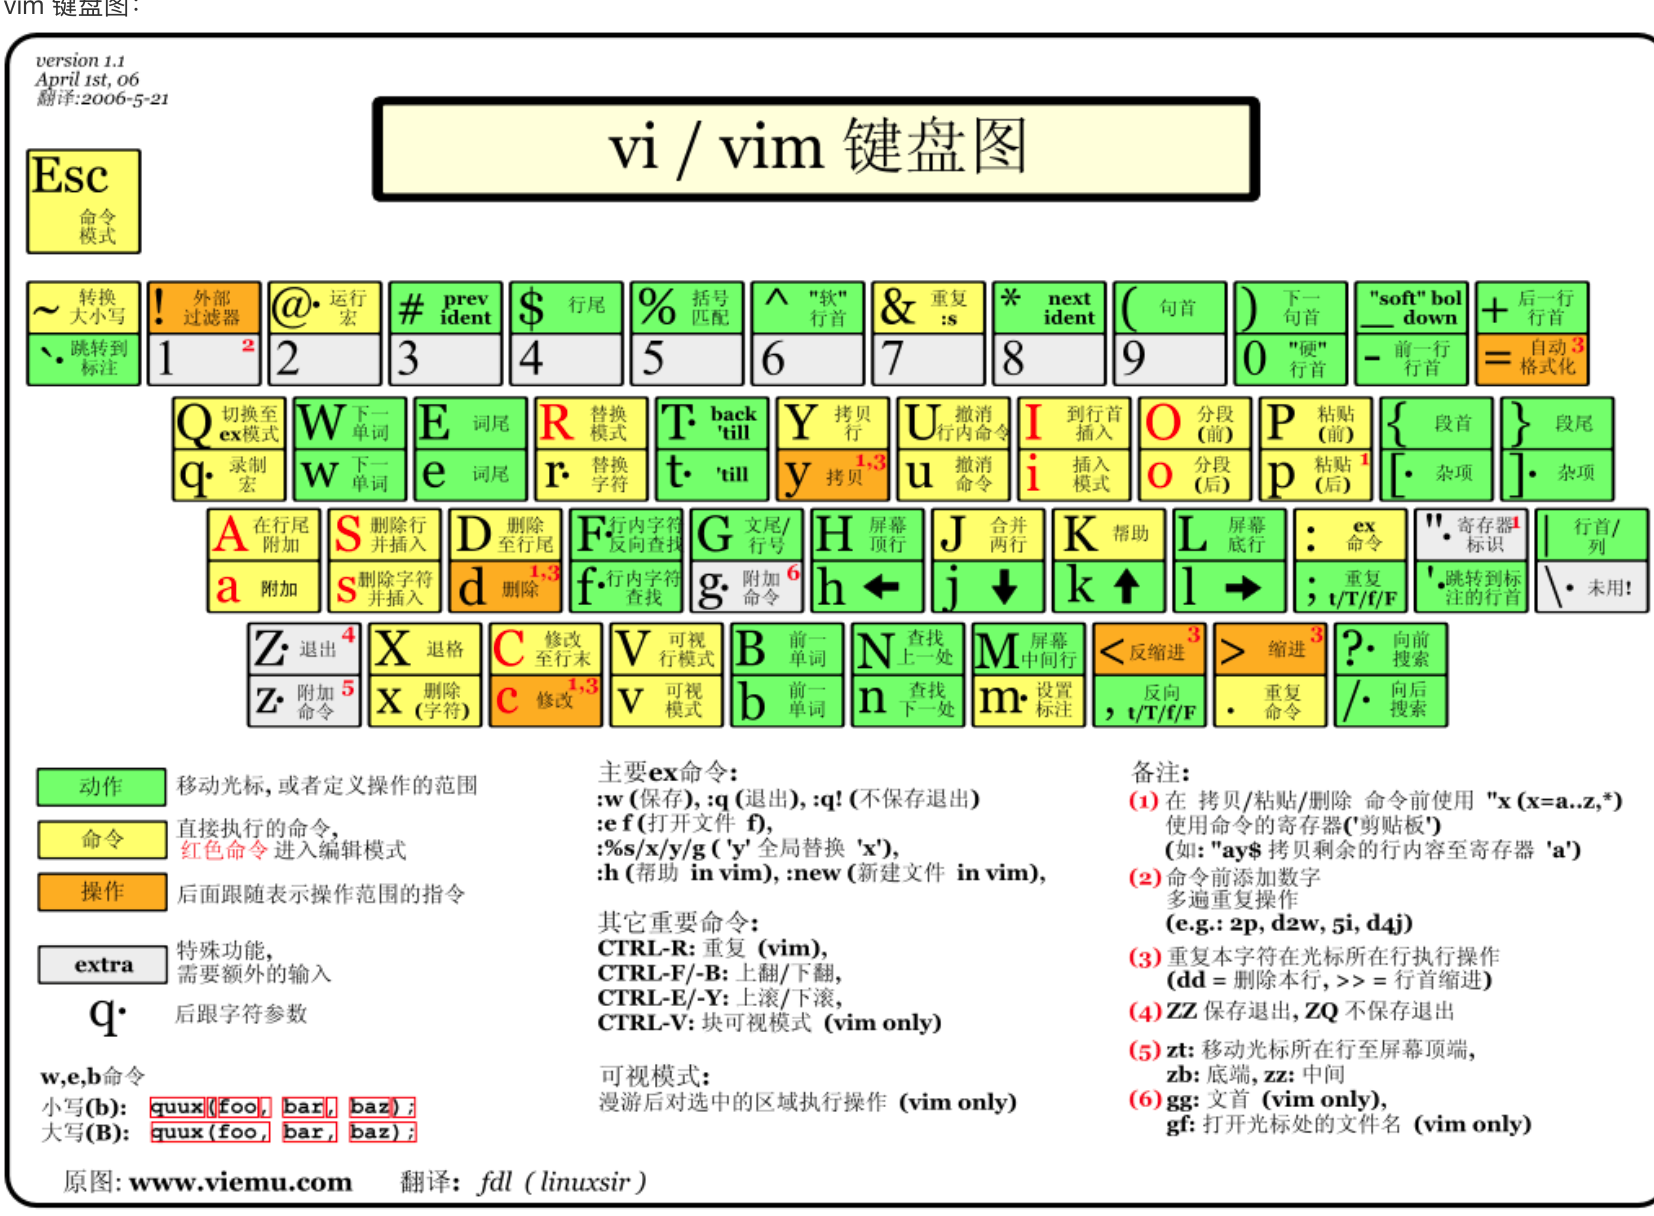 vim 键盘图:
version 1.1
April 1st, 06
翻译:2006-5-21
vi / vim 键盘图
Esc
命令
模式
~ 转换
大小写
! 外部
过滤器
@· 运行
宏
# prev
ident
$ 行尾
% 括号
匹配
^ "软"
行首
& 重复
:s
* next
ident
( 句首
) 下一
句首
"soft" bol
_ down
+ 后一行
行首
`· 跳转到
标注
1 2
2
3
4
5
6
7
8
9
0 "硬"
行首
- 前一行
行首
= 自动 3
格式化
Q 切换至
ex模式
W 下一
单词
E 词尾
R 替换
模式
T· back
'till
Y 拷贝
行
U 撤消
行内命令
I 到行首
插入
O 分段
(前)
P 粘贴
(前)
{ 段首
} 段尾
q· 录制
宏
w 下一
单词
e 词尾
r· 替换
字符
t· 'till
y 拷贝 1,3
u 撤消
命令
i 插入
模式
o 分段
(后)
p 粘贴 1
(后)
[· 杂项
]· 杂项
A 在行尾
附加
S 删除行
并插入
D 删除
至行尾
F· 行内字符
反向查找
G 文尾/
行号
H 屏幕
顶行
J 合并
两行
K 帮助
L 屏幕
底行
: ex
命令
"· 寄存器 1
标识
| 行首/
列
a 附加
s 删除字符
并插入
d 删除 1,3
f· 行内字符
查找
g· 附加 6
命令
h ←
j ↓
k ↑
l →
; 重复
t/T/f/F
'· 跳转到标
注的行首
\· 未用!
Z· 退出 4
X 退格
C 修改
至行末
V 可视
行模式
B 前一
单词
N 查找
上一处
M 屏幕
中间行
< 反缩进 3
> 缩进 3
?· 向前
搜索
z· 附加 5
命令
x 删除
(字符)
c 修改 1,3
v 可视
模式
b 前一
单词
n 查找
下一处
m· 设置
标注
, 反向
t/T/f/F
. 重复
命令
/· 向后
搜索
动作 移动光标, 或者定义操作的范围
命令 直接执行的命令,
红色命令 进入编辑模式
操作 后面跟随表示操作范围的指令
extra 特殊功能,
需要额外的输入
q· 后跟字符参数
w,e,b命令
小写(b): quux(foo, bar, baz);
大写(B): quux(foo, bar, baz);
主要ex命令:
:w (保存), :q (退出), :q! (不保存退出)
:e f (打开文件 f),
:%s/x/y/g ( 'y' 全局替换 'x'),
:h (帮助 in vim), :new (新建文件 in vim),
其它重要命令:
CTRL-R: 重复 (vim),
CTRL-F/-B: 上翻/下翻,
CTRL-E/-Y: 上滚/下滚,
CTRL-V: 块可视模式 (vim only)
可视模式:
漫游后对选中的区域执行操作 (vim only)
备注:
(1) 在 拷贝/粘贴/删除 命令前使用 "x (x=a..z,*)
使用命令的寄存器('剪贴板')
(如: "ay$ 拷贝剩余的行内容至寄存器 'a')
(2) 命令前添加数字
多遍重复操作
(e.g.: 2p, d2w, 5i, d4j)
(3) 重复本字符在光标所在行执行操作
(dd = 删除本行, >> = 行首缩进)
(4) ZZ 保存退出, ZQ 不保存退出
(5) zt: 移动光标所在行至屏幕顶端,
zb: 底端, zz: 中间
(6) gg: 文首 (vim only),
gf: 打开光标处的文件名 (vim only)
原图: www.viemu.com 翻译: fdl ( linuxsir )